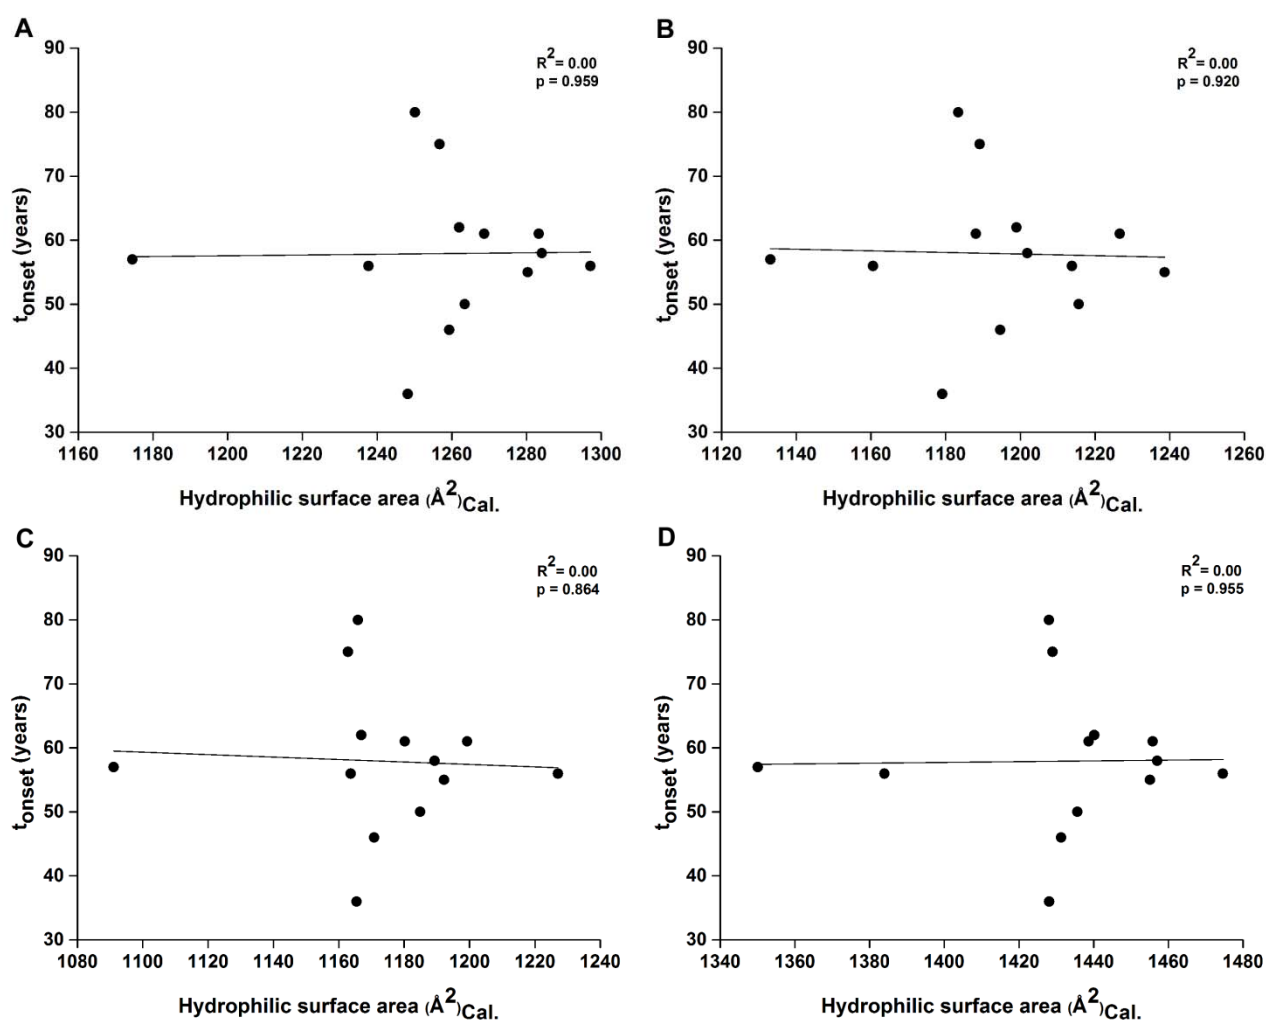 A
R2= 0.00
p = 0.959
90
80
70
60
50
40
30
tonset (years)
1160 1180 1200 1220 1240 1260 1280 1300
Hydrophilic surface area (Å2)Cal.
B
R2= 0.00
p = 0.920
90
80
70
60
50
40
30
tonset (years)
1120 1140 1160 1180 1200 1220 1240 1260
Hydrophilic surface area (Å2)Cal.
C
R2= 0.00
p = 0.864
90
80
70
60
50
40
30
tonset (years)
1080 1100 1120 1140 1160 1180 1200 1220 1240
Hydrophilic surface area (Å2)Cal.
D
R2= 0.00
p = 0.955
90
80
70
60
50
40
30
tonset (years)
1340 1360 1380 1400 1420 1440 1460 1480
Hydrophilic surface area (Å2)Cal.